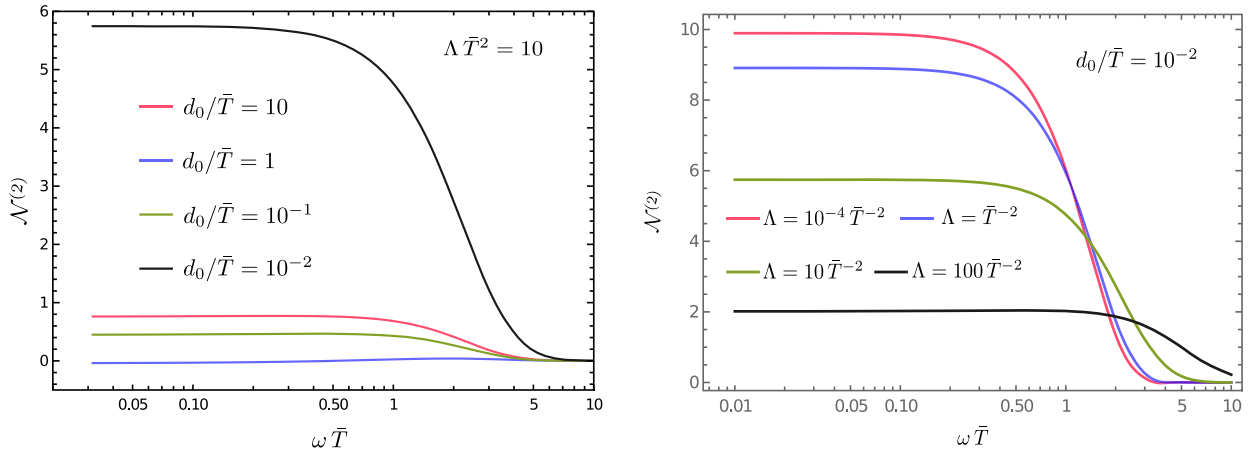 6
5
4
3
2
1
0
𝒩⁽²⁾
Λ T̄² = 10
d₀/T̄ = 10
d₀/T̄ = 1
d₀/T̄ = 10⁻¹
d₀/T̄ = 10⁻²
0.05 0.10 0.50 1 5 10
ω T̄
10
8
6
4
2
0
𝒩⁽²⁾
d₀/T̄ = 10⁻²
Λ = 10⁻⁴ T̄⁻² Λ = T̄⁻²
Λ = 10 T̄⁻² Λ = 100 T̄⁻²
0.01 0.05 0.10 0.50 1 5 10
ω T̄